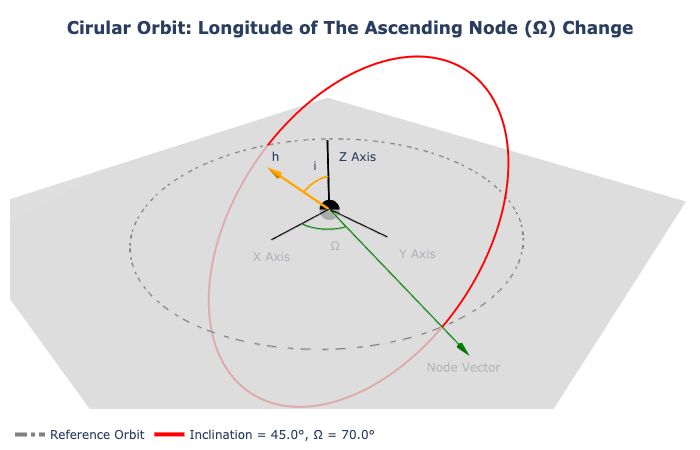 Cirular Orbit: Longitude of The Ascending Node (Ω) Change
h
i
Z Axis
Ω
X Axis
Y Axis
Node Vector
Reference Orbit
Inclination = 45.0°, Ω = 70.0°